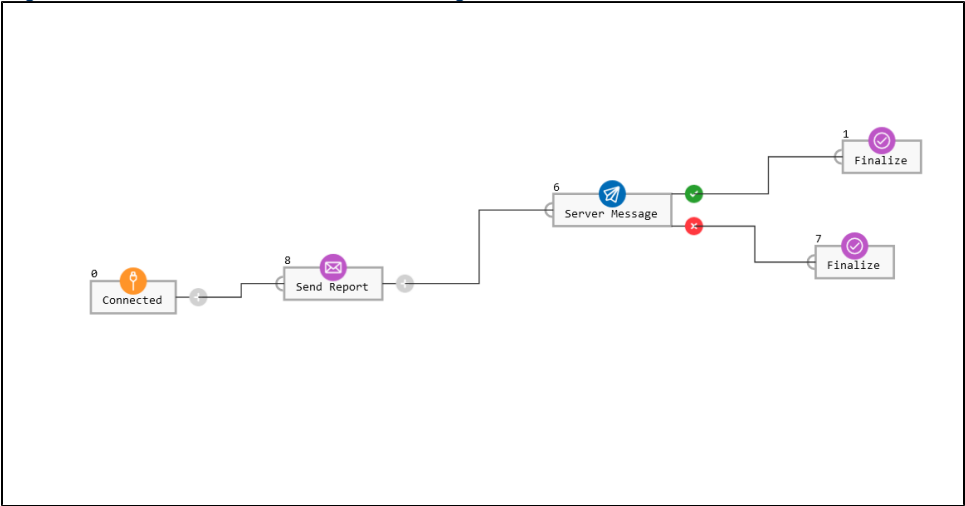 0
Connected
8
Send Report
6
Server Message
1
Finalize
7
Finalize